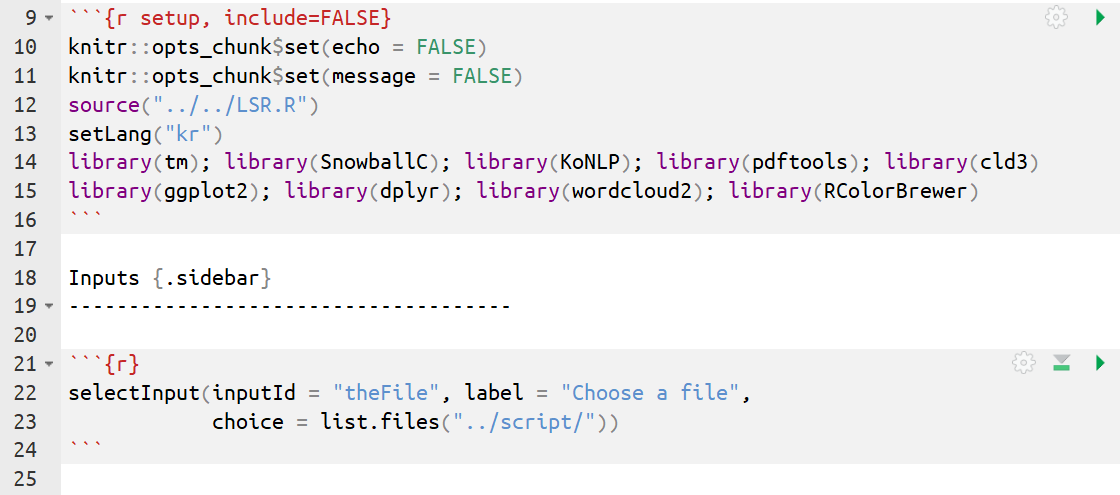 9 ```{r setup, include=FALSE}
10 knitr::opts_chunk$set(echo = FALSE)
11 knitr::opts_chunk$set(message = FALSE)
12 source("../../LSR.R")
13 setLang("kr")
14 library(tm); library(SnowballC); library(KoNLP); library(pdftools); library(cld3)
15 library(ggplot2); library(dplyr); library(wordcloud2); library(RColorBrewer)
16 ```
17
18 Inputs {.sidebar}
19 -------------------------------------
20
21 ```{r}
22 selectInput(inputId = "theFile", label = "Choose a file",
23             choice = list.files("../script/"))
24 ```
25